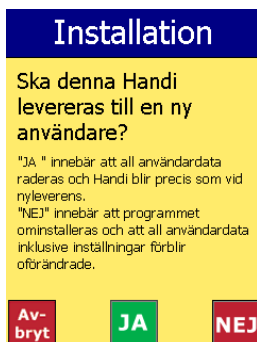 Installation
Ska denna Handi
levereras till en ny
användare?
"JA " innebär att all användardata
raderas och Handi blir precis som vid
nyleverens.
"NEJ" innebär att programmet
ominstalleras och att all användardata
inklusive inställningar förblir
oförändrade.
Av-
bryt
JA
NEJ